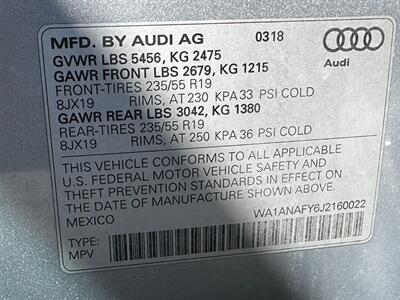 MFD. BY AUDI AG 0318
GVWR LBS 5456, KG 2475
GAWR FRONT LBS 2679, KG 1215
Audi
FRONT-TIRES 235/55 R19
8JX19 RIMS, AT 230 KPA 33 PSI COLD
GAWR REAR LBS 3042, KG 1380
REAR-TIRES 235/55 R19
8JX19 RIMS, AT 250 KPA 36 PSI COLD
THIS VEHICLE CONFORMS TO ALL APPLICABLE
U.S. FEDERAL MOTOR VEHICLE SAFETY AND
THEFT PREVENTION STANDARDS IN EFFECT ON
THE DATE OF MANUFACTURE SHOWN ABOVE.
MEXICO WA1ANAFY6J2160022
TYPE:
MPV